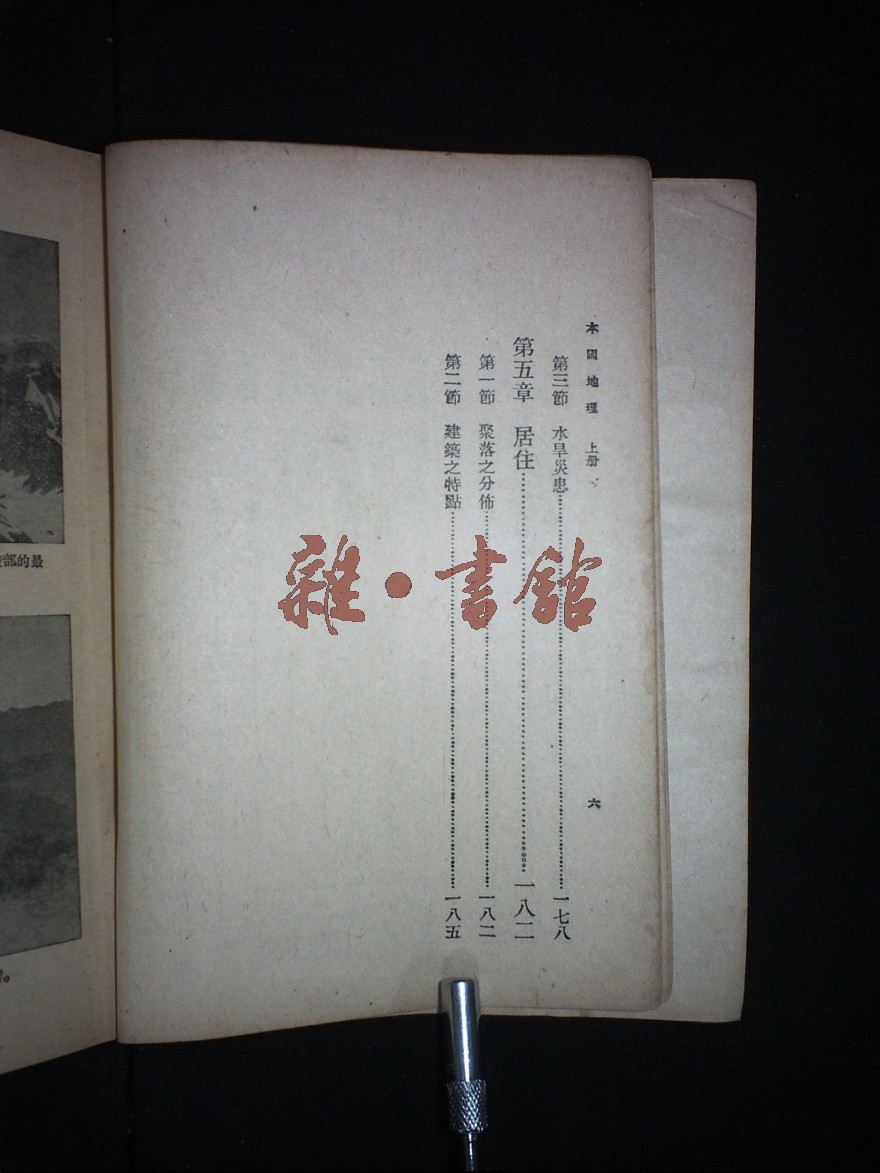 本國地理 上册 六
第三節 水旱災患……一七八
第五章 居住……一八二
第一節 聚落之分佈……一八二
第二節 建築之特點……一八五
部的最
雜·書館